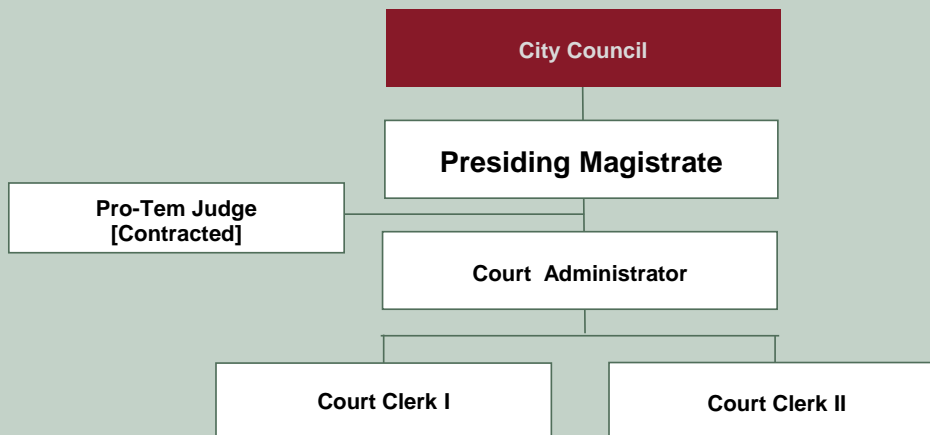 City Council
Presiding Magistrate
Pro-Tem Judge
[Contracted]
Court Administrator
Court Clerk I
Court Clerk II